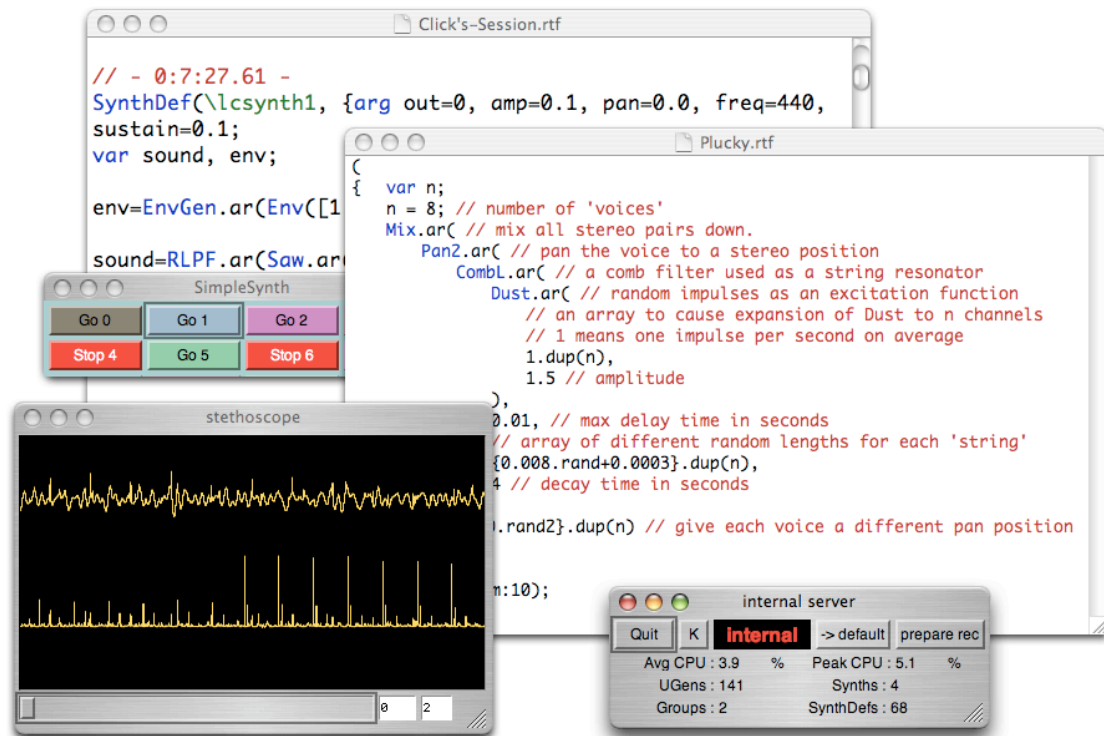 Click's-Session.rtf
// - 0:7:27.61 -
SynthDef(\lcsynth1, {arg out=0, amp=0.1, pan=0.0, freq=440,
sustain=0.1;
var sound, env;
env=EnvGen.ar(Env([1
sound=RLPF.ar(Saw.ar(
Plucky.rtf
(
{ var n;
n = 8; // number of 'voices'
Mix.ar( // mix all stereo pairs down.
Pan2.ar( // pan the voice to a stereo position
CombL.ar( // a comb filter used as a string resonator
Dust.ar( // random impulses as an excitation function
// an array to cause expansion of Dust to n channels
// 1 means one impulse per second on average
1.dup(n),
1.5 // amplitude
),
0.01, // max delay time in seconds
// array of different random lengths for each 'string'
{0.008.rand+0.0003}.dup(n),
4 // decay time in seconds
.rand2}.dup(n) // give each voice a different pan position
m:10);
SimpleSynth
Go 0 Go 1 Go 2
Stop 4 Go 5 Stop 6
stethoscope
0 2
internal server
Quit K internal -> default prepare rec
Avg CPU : 3.9 % Peak CPU : 5.1 %
UGens : 141 Synths : 4
Groups : 2 SynthDefs : 68